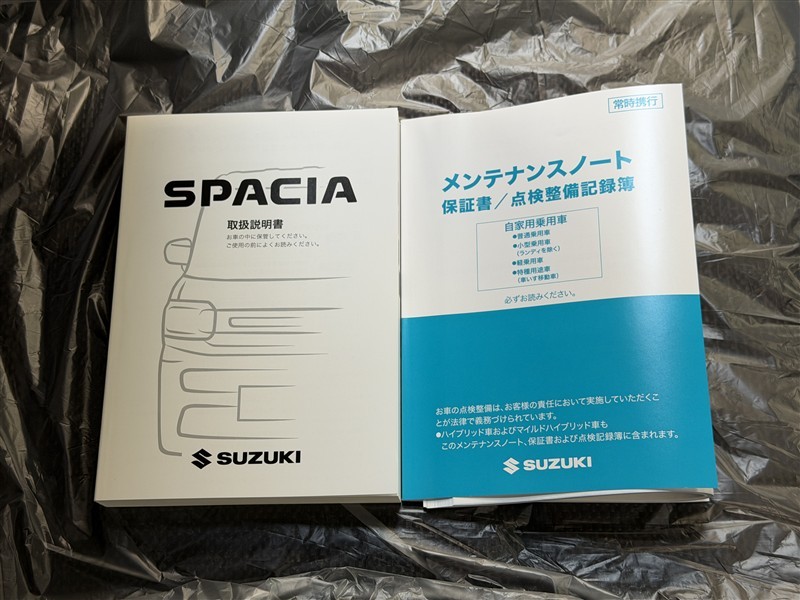 SPACIA
取扱説明書
お車の中に保管してください。
ご使用の前によくお読みください。
SUZUKI
常時携行
メンテナンスノート
保証書/点検整備記録簿
自家用乗用車
●普通乗用車
●小型乗用車
(ランディを除く)
●軽乗用車
●特種用途車
(車いす移動車)
必ずお読みください。
お車の点検整備は、お客様の責任において実施していただくこ
とが法律で義務づけられています。
●ハイブリッド車およびマイルドハイブリッド車も
このメンテナンスノート、保証書および点検記録簿に含まれます。
SUZUKI